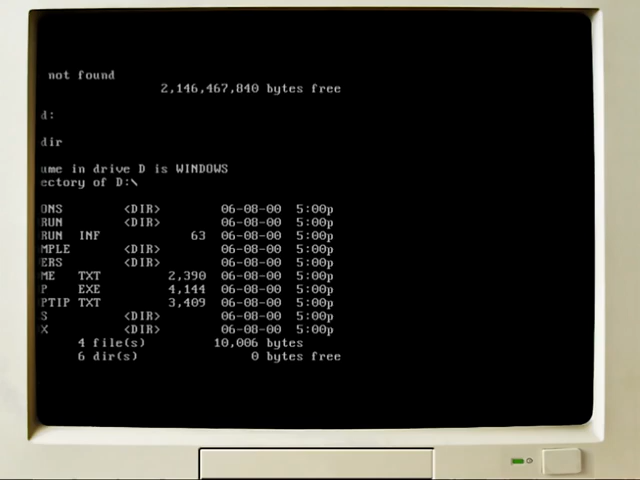 not found
2,146,467,840 bytes free
d:
dir
ume in drive D is WINDOWS
ectory of D:\
ONS <DIR> 06-08-00 5:00p
RUN <DIR> 06-08-00 5:00p
RUN INF 63 06-08-00 5:00p
MPLE <DIR> 06-08-00 5:00p
ERS <DIR> 06-08-00 5:00p
ME TXT 2,390 06-08-00 5:00p
P EXE 4,144 06-08-00 5:00p
PTIP TXT 3,409 06-08-00 5:00p
S <DIR> 06-08-00 5:00p
X <DIR> 06-08-00 5:00p
4 file(s) 10,006 bytes
6 dir(s) 0 bytes free